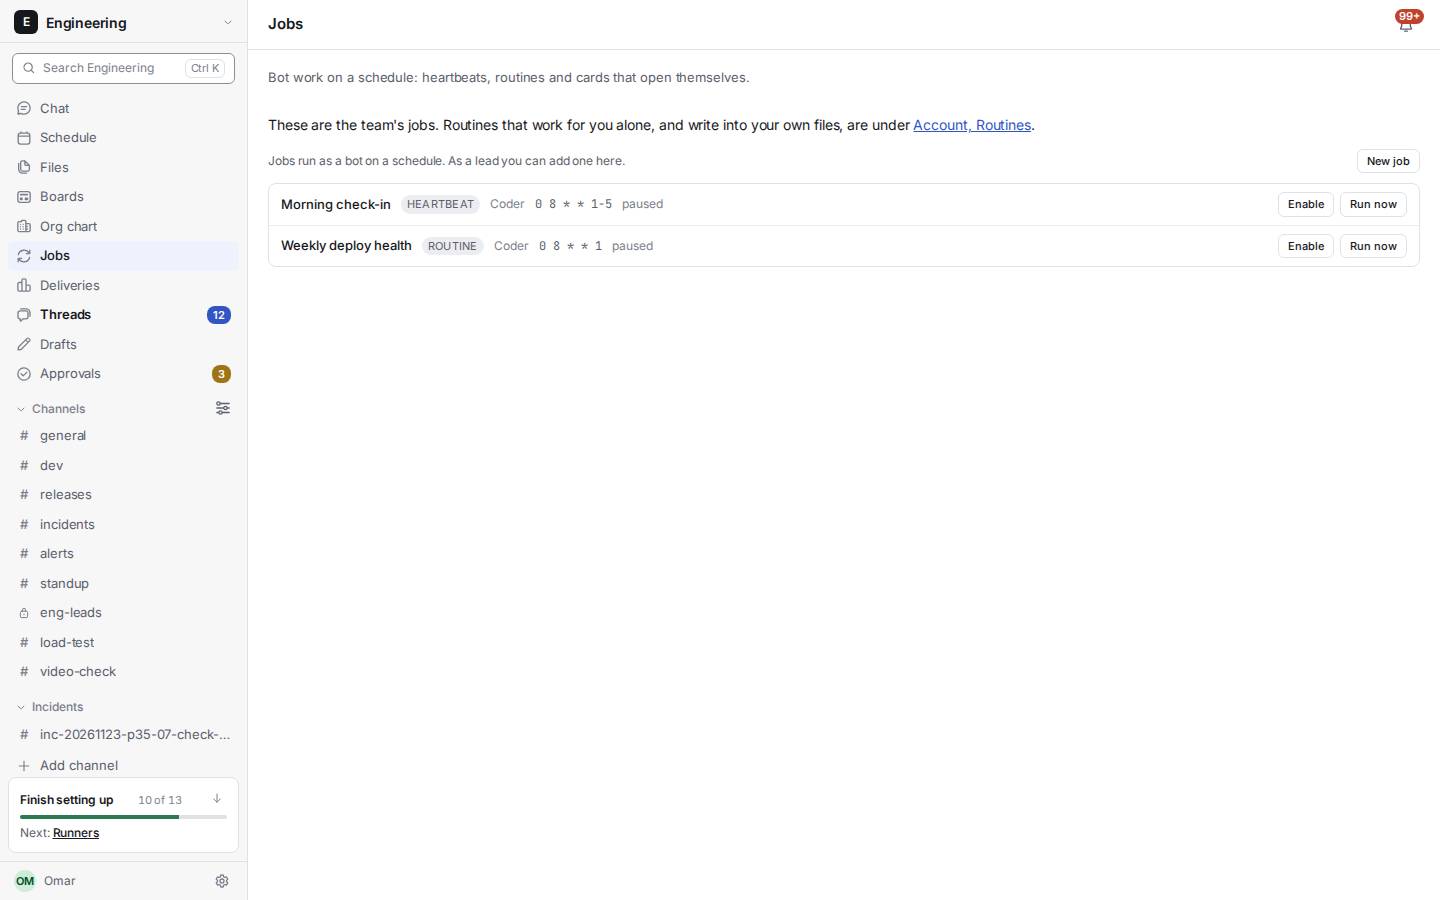 E Engineering
Search Engineering Ctrl K
Chat
Schedule
Files
Boards
Org chart
Jobs
Deliveries
Threads 12
Drafts
Approvals 3
Channels
# general
# dev
# releases
# incidents
# alerts
# standup
eng-leads
# load-test
# video-check
Incidents
# inc-20261123-p35-07-check-...
+ Add channel
Finish setting up 10 of 13
Next: Runners
OM Omar
Jobs
99+
Bot work on a schedule: heartbeats, routines and cards that open themselves.
These are the team's jobs. Routines that work for you alone, and write into your own files, are under Account, Routines.
Jobs run as a bot on a schedule. As a lead you can add one here. New job
Morning check-in HEARTBEAT Coder 0 8 * * 1-5 paused Enable Run now
Weekly deploy health ROUTINE Coder 0 8 * * 1 paused Enable Run now